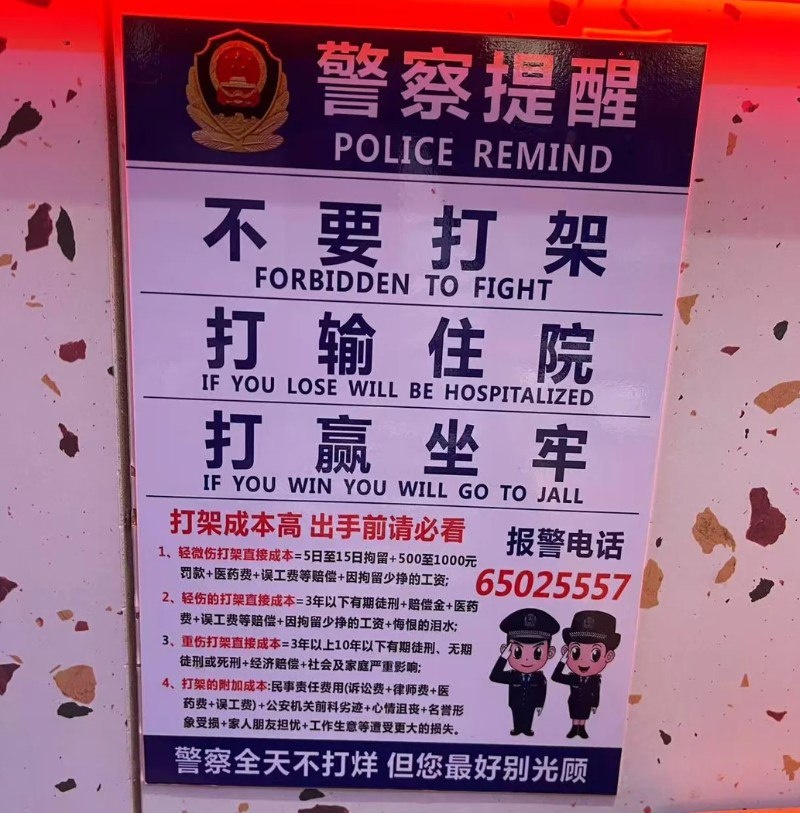 警察提醒
POLICE REMIND
不要打架
FORBIDDEN TO FIGHT
打输住院
IF YOU LOSE WILL BE HOSPITALIZED
打赢坐牢
IF YOU WIN YOU WILL GO TO JALL
打架成本高 出手前请必看
1、轻微伤打架直接成本=5日至15日拘留+500至1000元
罚款+医药费+误工费等赔偿+因拘留少挣的工资;
2、轻伤的打架直接成本=3年以下有期徒刑+赔偿金+医药
费+误工费等赔偿+因拘留少挣的工资+悔恨的泪水;
3、重伤打架直接成本=3年以上10年以下有期徒刑、无期
徒刑或死刑+经济赔偿+社会及家庭严重影响;
4、打架的附加成本:民事责任费用(诉讼费+律师费+医
药费+误工费)+公安机关前科劣迹+心情沮丧+名誉形
象受损+家人朋友担忧+工作生意等遭受更大的损失。
报警电话
65025557
警察全天不打烊 但您最好别光顾